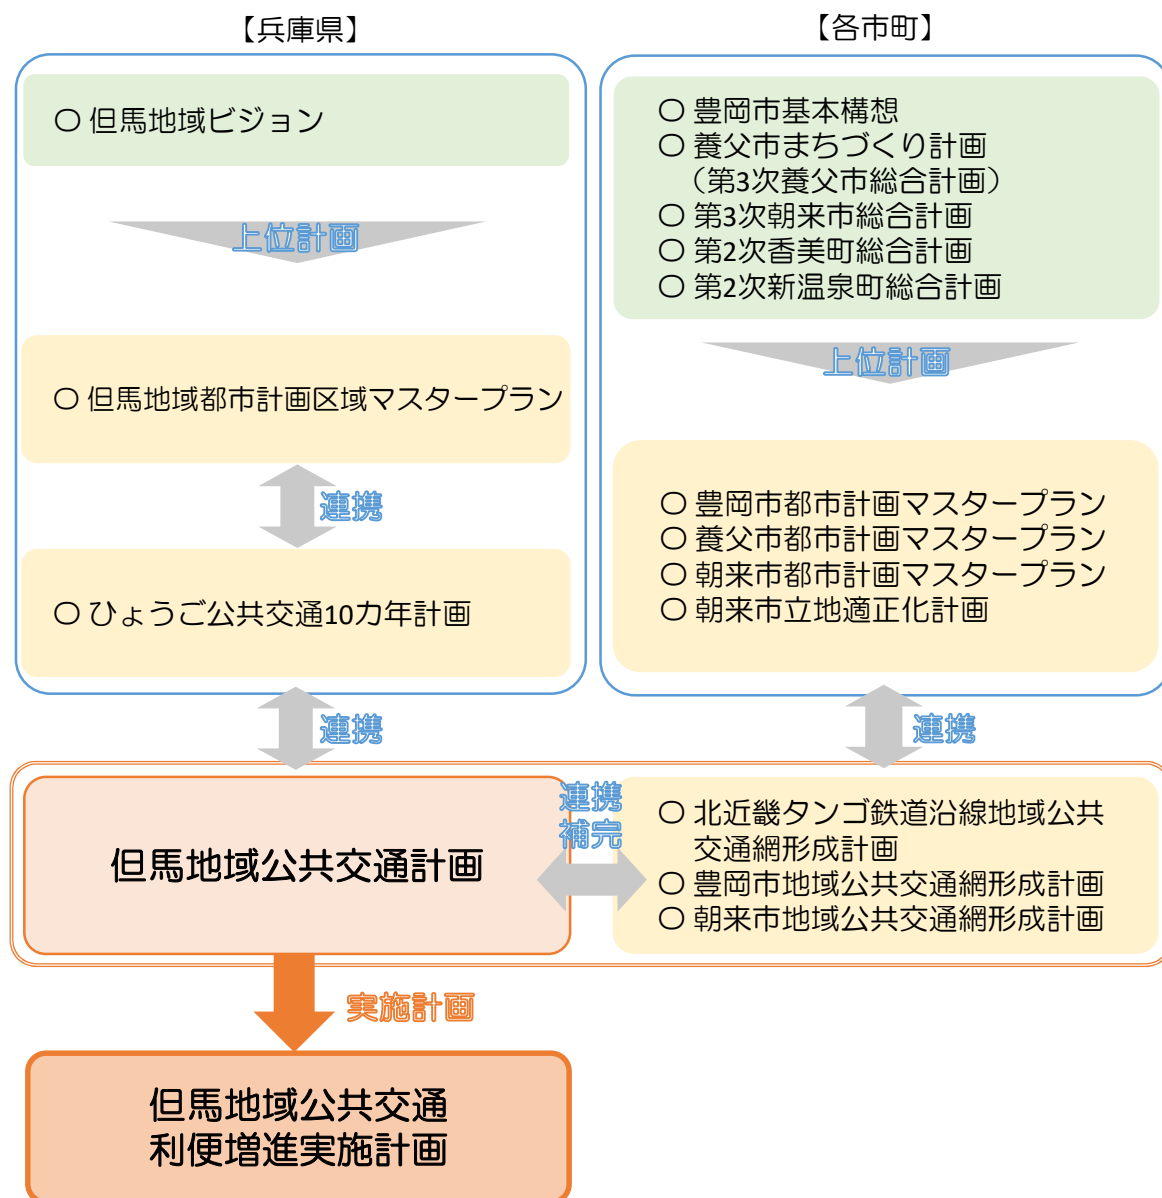 【兵庫県】
〇 但馬地域ビジョン
上位計画
〇 但馬地域都市計画区域マスタープラン
連携
〇 ひょうご公共交通10カ年計画
【各市町】
〇 豊岡市基本構想
〇 養父市まちづくり計画
（第3次養父市総合計画）
〇 第3次朝来市総合計画
〇 第2次香美町総合計画
〇 第2次新温泉町総合計画
上位計画
〇 豊岡市都市計画マスタープラン
〇 養父市都市計画マスタープラン
〇 朝来市都市計画マスタープラン
〇 朝来市立地適正化計画
連携
連携
但馬地域公共交通計画
連携
補完
〇 北近畿タンゴ鉄道沿線地域公共
交通網形成計画
〇 豊岡市地域公共交通網形成計画
〇 朝来市地域公共交通網形成計画
実施計画
但馬地域公共交通
利便増進実施計画